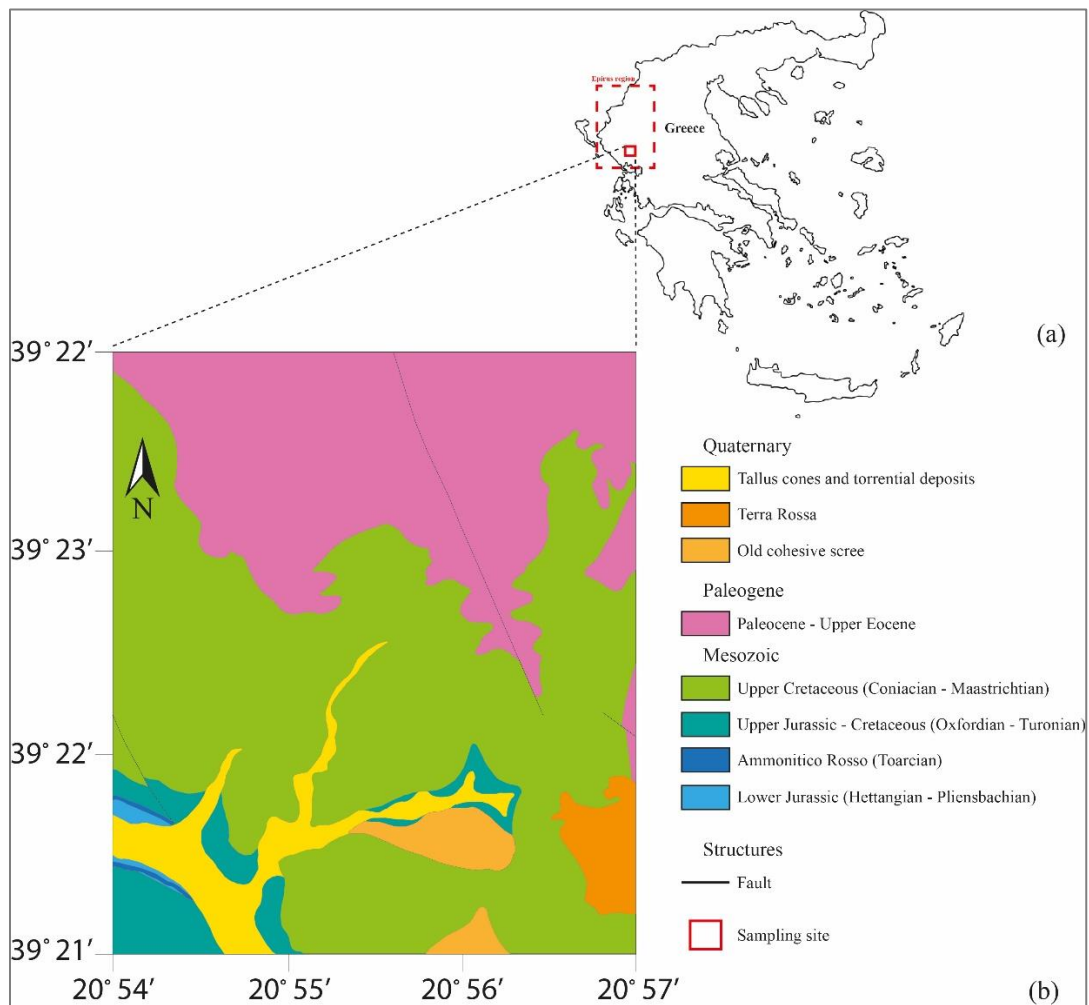 Epirus region
Greece
(a)
39° 22′
N
39° 23′
39° 22′
39° 21′
20° 54′
20° 55′
20° 56′
20° 57′
Quaternary
Tallus cones and torrential deposits
Terra Rossa
Old cohesive scree
Paleogene
Paleocene - Upper Eocene
Mesozoic
Upper Cretaceous (Coniacian - Maastrichtian)
Upper Jurassic - Cretaceous (Oxfordian - Turonian)
Ammonitico Rosso (Toarcian)
Lower Jurassic (Hettangian - Pliensbachian)
Structures
Fault
Sampling site
(b)